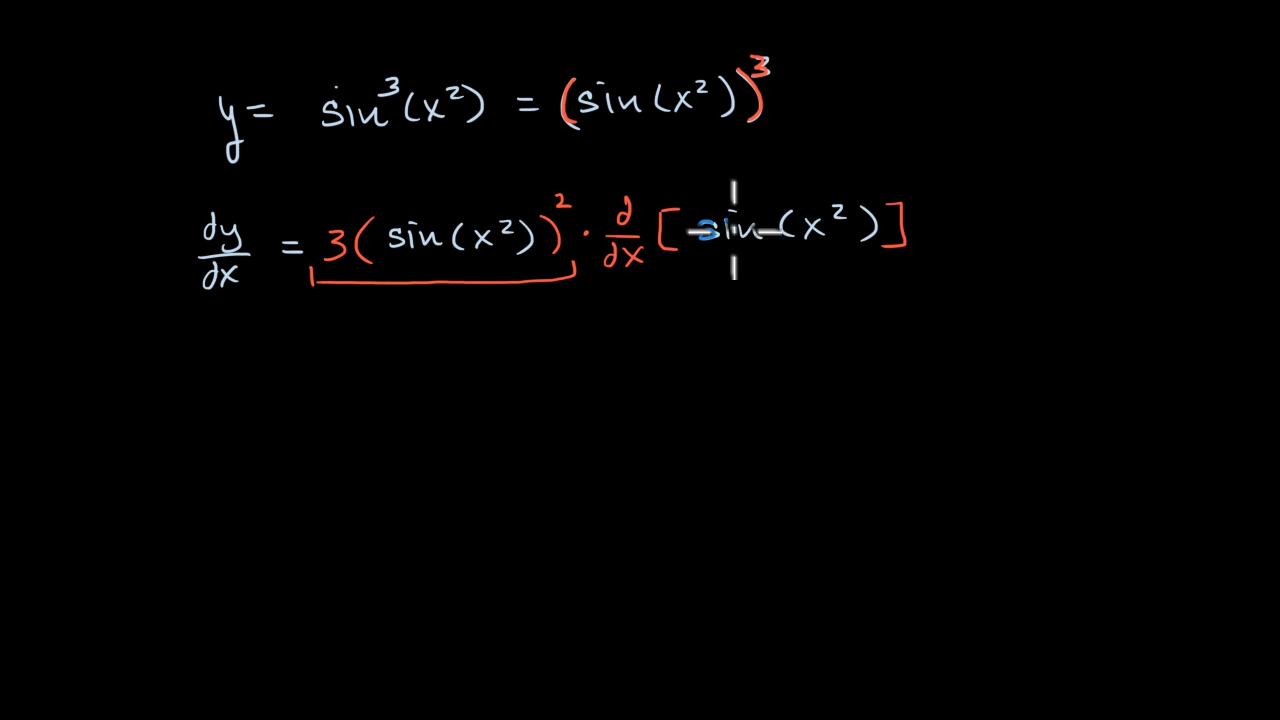 y = sin³(x²) = (sin(x²))³
dy/dx = 3(sin(x²))² · d/dx [sin(x²)]